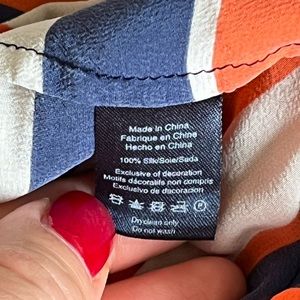 Made in China
Fabriqué en Chine
Hecho en China
100% Silk/Soie/Seda
Exclusive of decoration
Motifs décoratifs non compris
Exclusivo de decoracion
P
Dry clean only
Do not wash